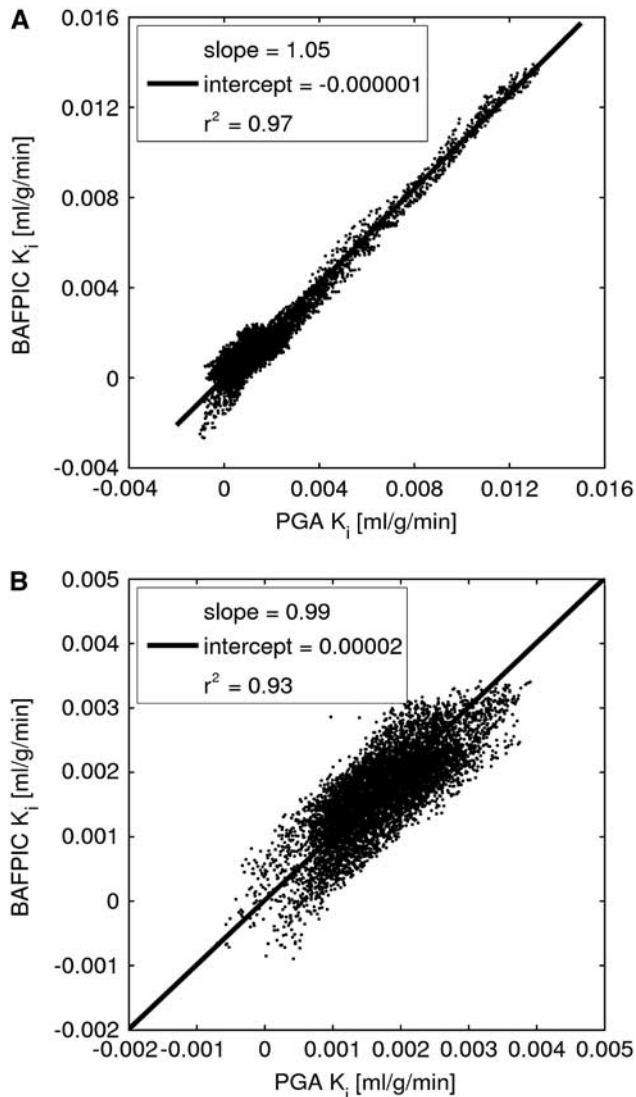 A
0.016
slope = 1.05
intercept = -0.000001
r² = 0.97
0.012
0.008
0.004
0
-0.004
BAFPIC Kᵢ [ml/g/min]
-0.004 0 0.004 0.008 0.012 0.016
PGA Kᵢ [ml/g/min]
B
0.005
slope = 0.99
intercept = 0.00002
r² = 0.93
0.004
0.003
0.002
0.001
0
-0.001
-0.002
BAFPIC Kᵢ [ml/g/min]
-0.002 -0.001 0 0.001 0.002 0.003 0.004 0.005
PGA Kᵢ [ml/g/min]